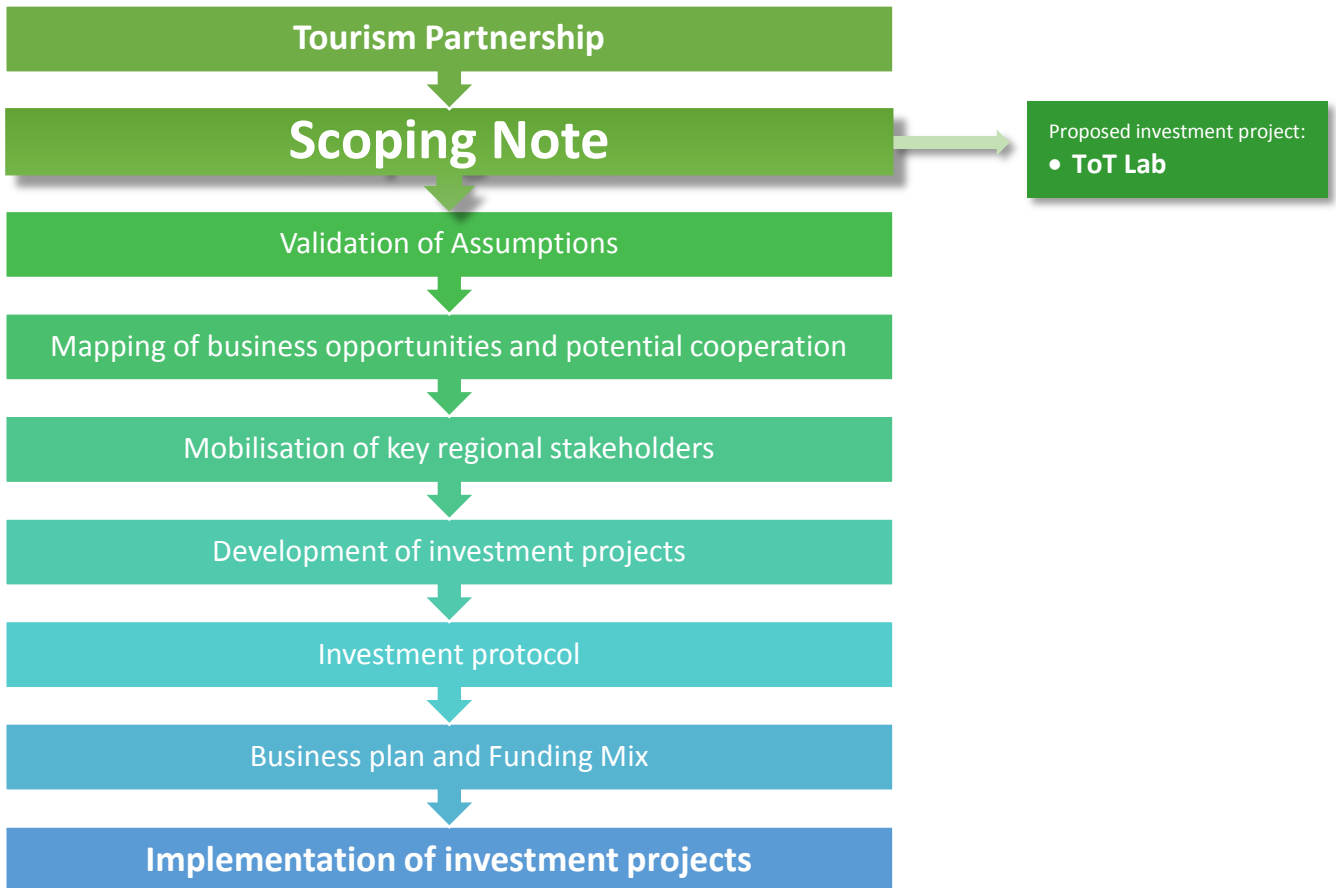 Tourism Partnership
Scoping Note
Proposed investment project:
• ToT Lab
Validation of Assumptions
Mapping of business opportunities and potential cooperation
Mobilisation of key regional stakeholders
Development of investment projects
Investment protocol
Business plan and Funding Mix
Implementation of investment projects